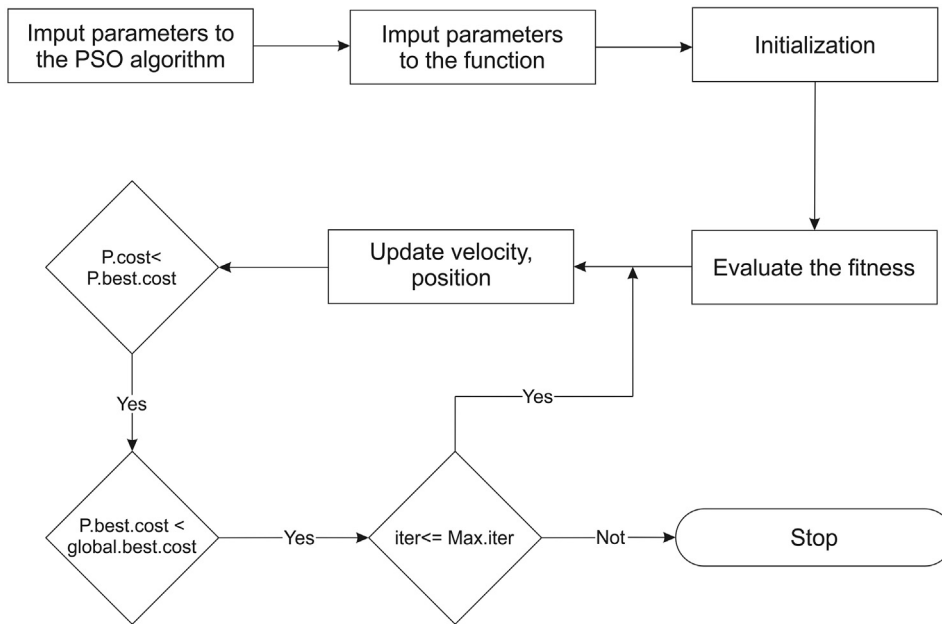 Imput parameters to
the PSO algorithm
Imput parameters
to the function
Initialization
Evaluate the fitness
Update velocity,
position
P.cost<
P.best.cost
Yes
P.best.cost <
global.best.cost
Yes
iter<= Max.iter
Yes
Not
Stop